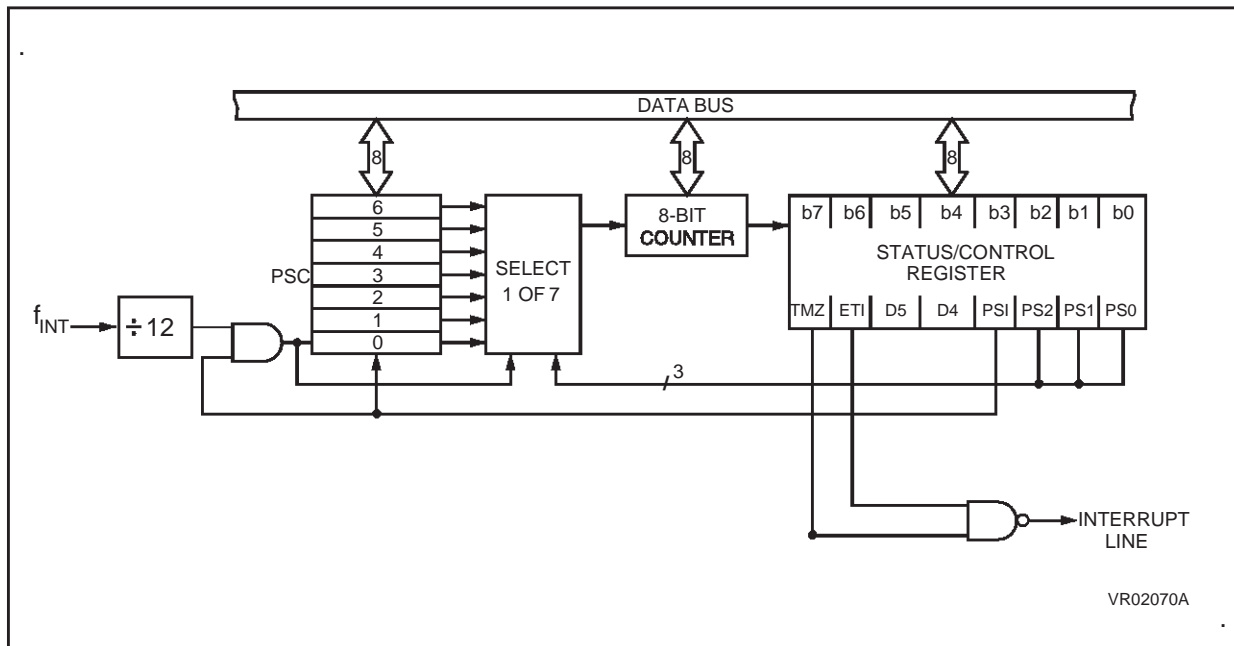 DATA BUS
8
8
8
6
5
4
3
2
1
0
PSC
SELECT
1 OF 7
8-BIT
COUNTER
b7 b6 b5 b4 b3 b2 b1 b0
STATUS/CONTROL
REGISTER
TMZ ETI D5 D4 PSI PS2 PS1 PS0
fINT
÷ 12
3
INTERRUPT
LINE
VR02070A